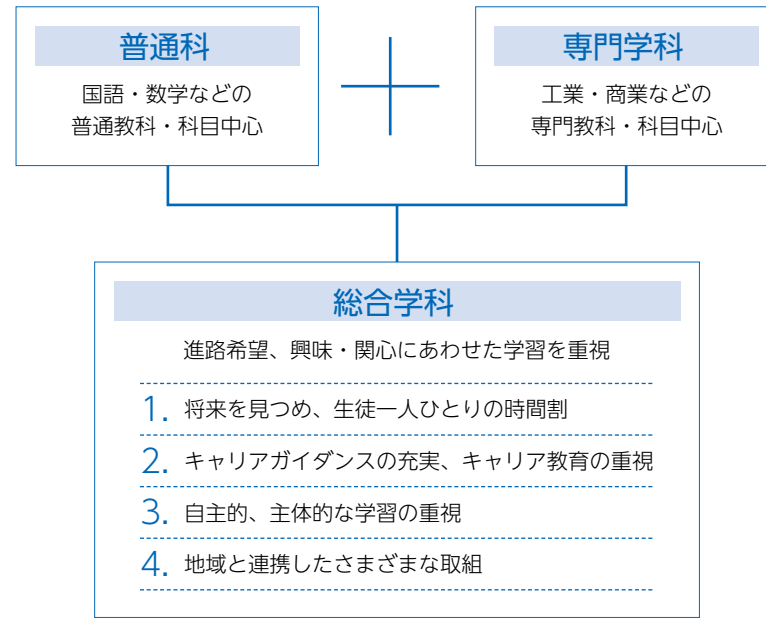 普通科
国語・数学などの
普通教科・科目中心
専門学科
工業・商業などの
専門教科・科目中心
総合学科
進路希望、興味・関心にあわせた学習を重視
1. 将来を見つめ、生徒一人ひとりの時間割
2. キャリアガイダンスの充実、キャリア教育の重視
3. 自主的、主体的な学習の重視
4. 地域と連携したさまざまな取組